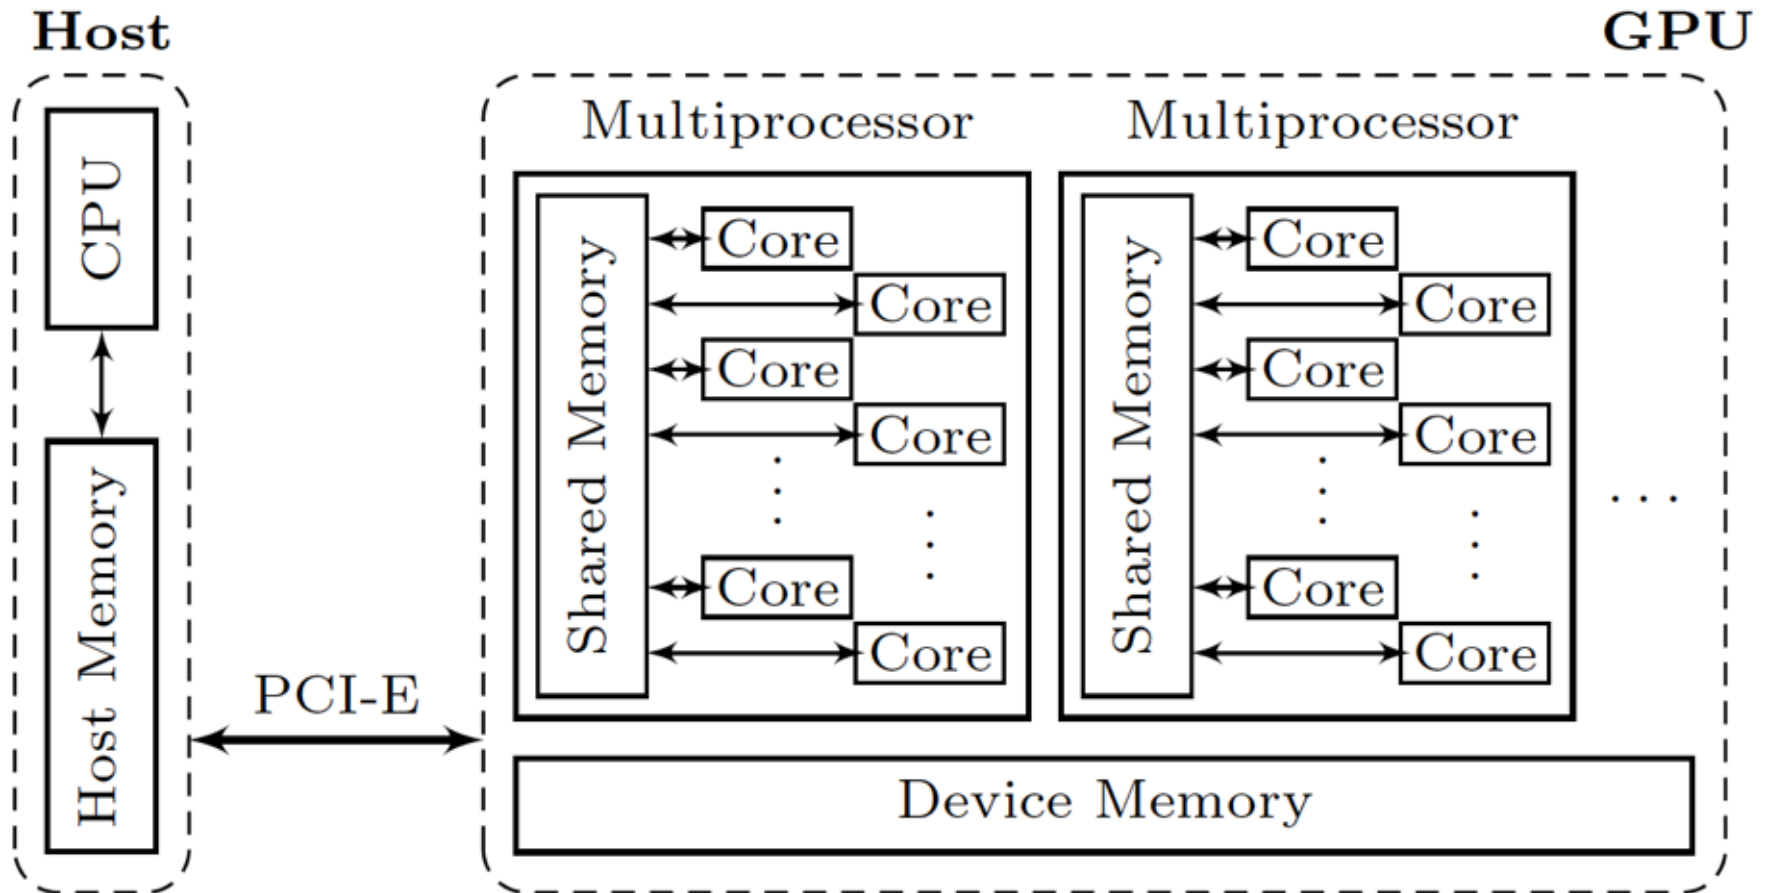 Host
GPU
CPU
Host Memory
PCI-E
Multiprocessor
Shared Memory
Core
Core
Core
Core
Core
Core
Multiprocessor
Shared Memory
Core
Core
Core
Core
Core
Core
...
Device Memory